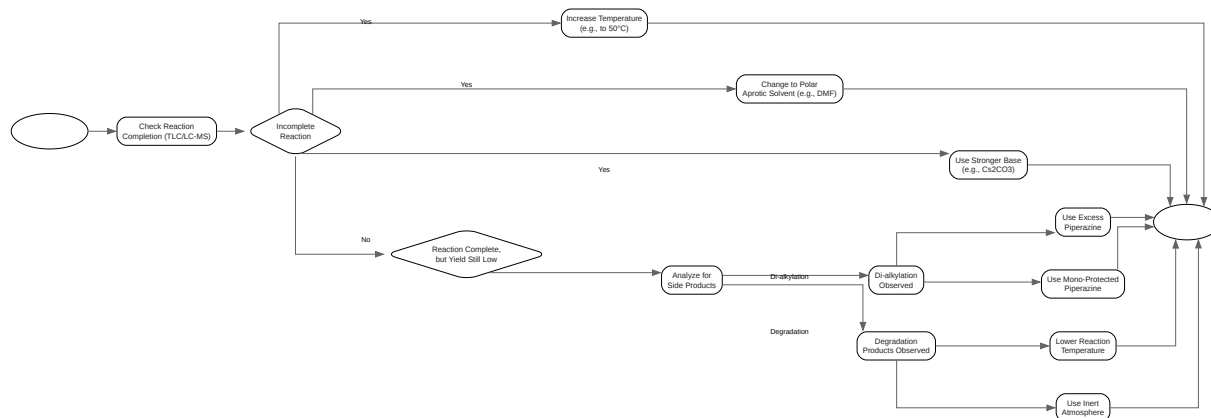 Yes
Increase Temperature
(e.g., to 50°C)
Yes
Change to Polar
Aprotic Solvent (e.g., DMF)
Check Reaction
Completion (TLC/LC-MS)
Incomplete
Reaction
Yes
Use Stronger Base
(e.g., Cs2CO3)
No
Reaction Complete,
but Yield Still Low
Use Excess
Piperazine
Analyze for
Side Products
Di-alkylation
Di-alkylation
Observed
Use Mono-Protected
Piperazine
Degradation
Degradation
Products Observed
Lower Reaction
Temperature
Use Inert
Atmosphere